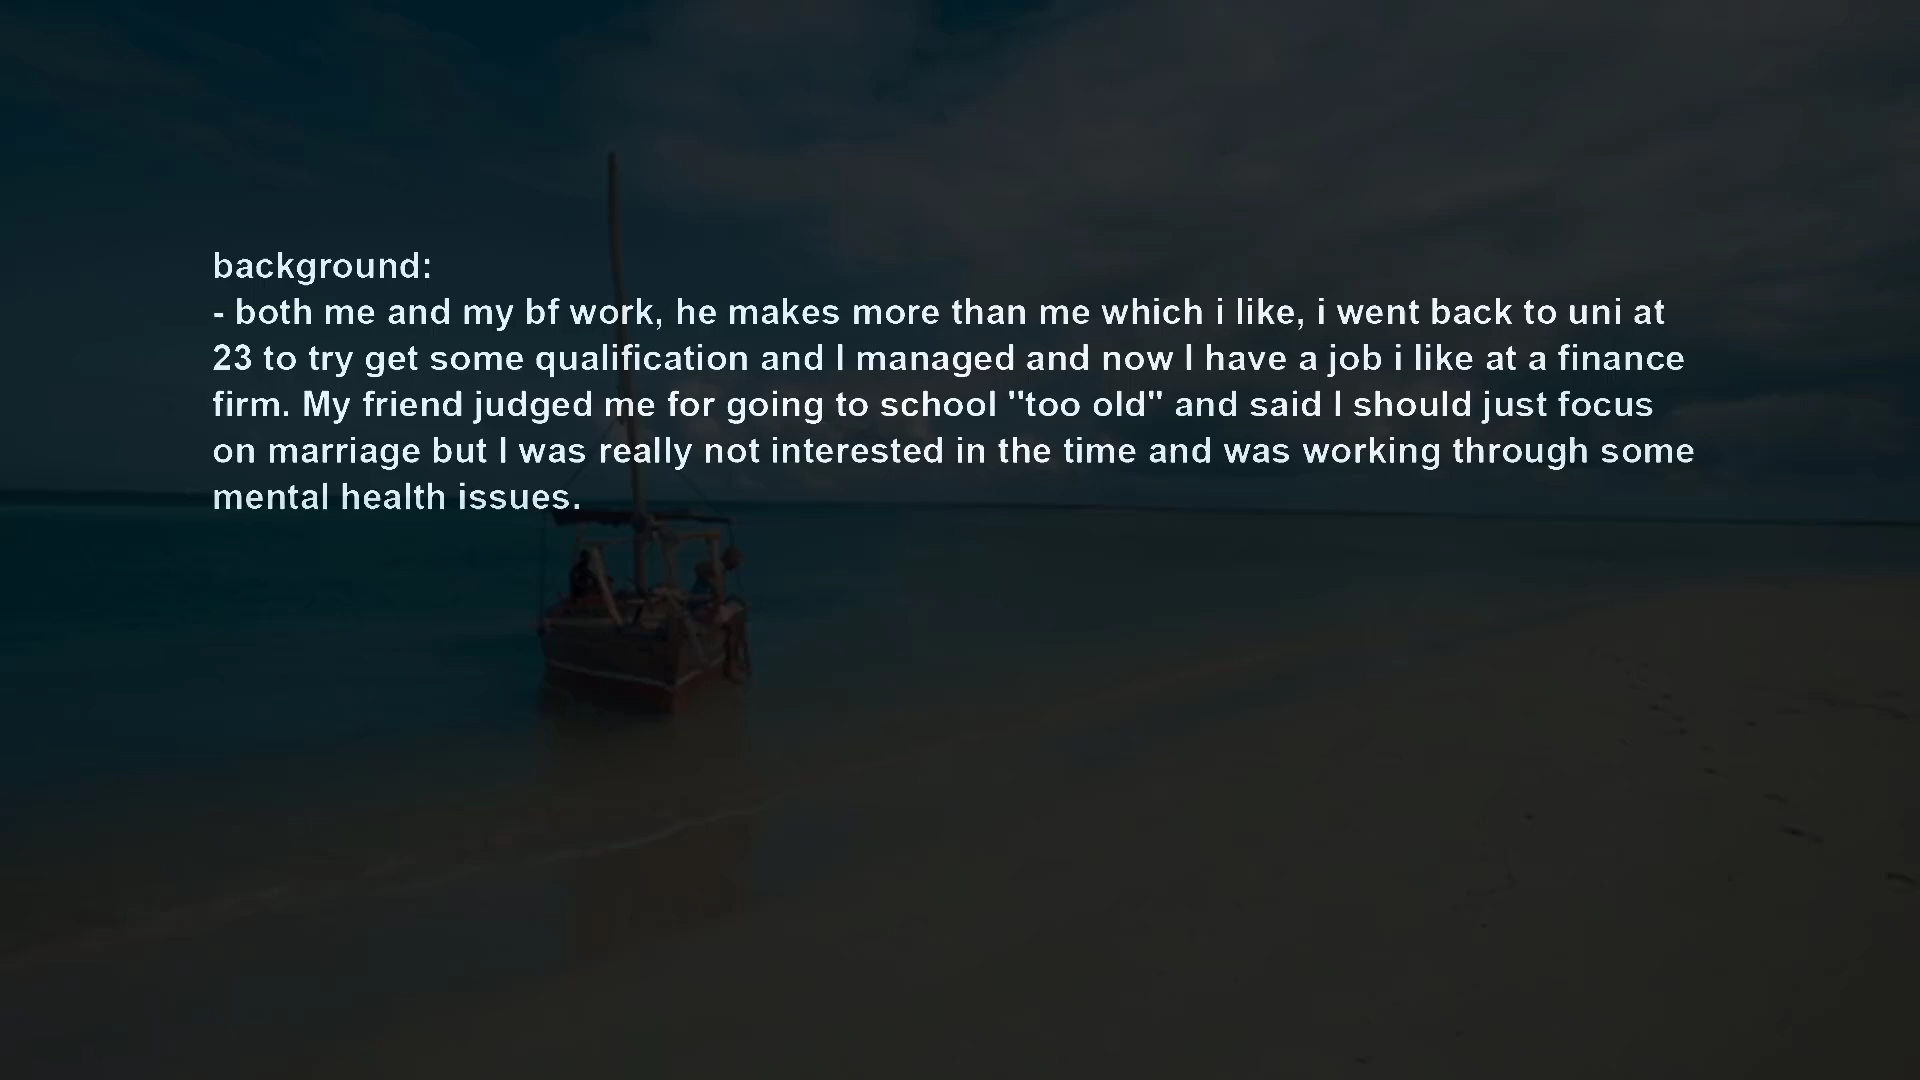 background:
- both me and my bf work, he makes more than me which i like, i went back to uni at
23 to try get some qualification and I managed and now I have a job i like at a finance
firm. My friend judged me for going to school "too old" and said I should just focus
on marriage but I was really not interested in the time and was working through some
mental health issues.